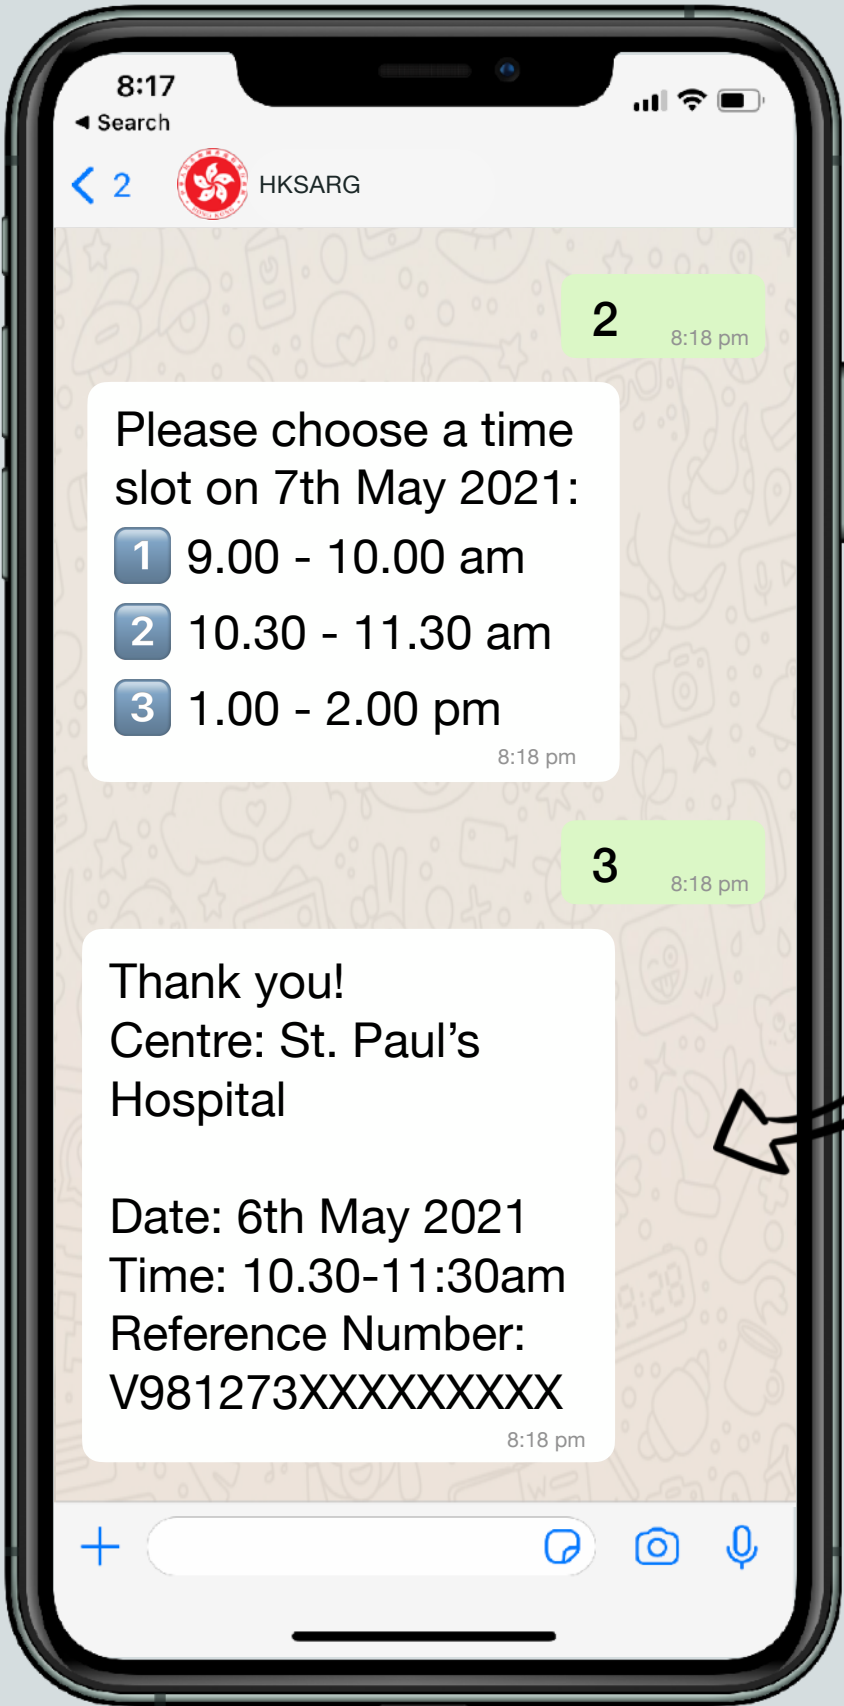 8:17
◀ Search
2
HKSARG
2
8:18 pm
Please choose a time
slot on 7th May 2021:
1 9.00 - 10.00 am
2 10.30 - 11.30 am
3 1.00 - 2.00 pm
8:18 pm
3
8:18 pm
Thank you!
Centre: St. Paul’s
Hospital
Date: 6th May 2021
Time: 10.30-11:30am
Reference Number:
V981273XXXXXXXXX
8:18 pm